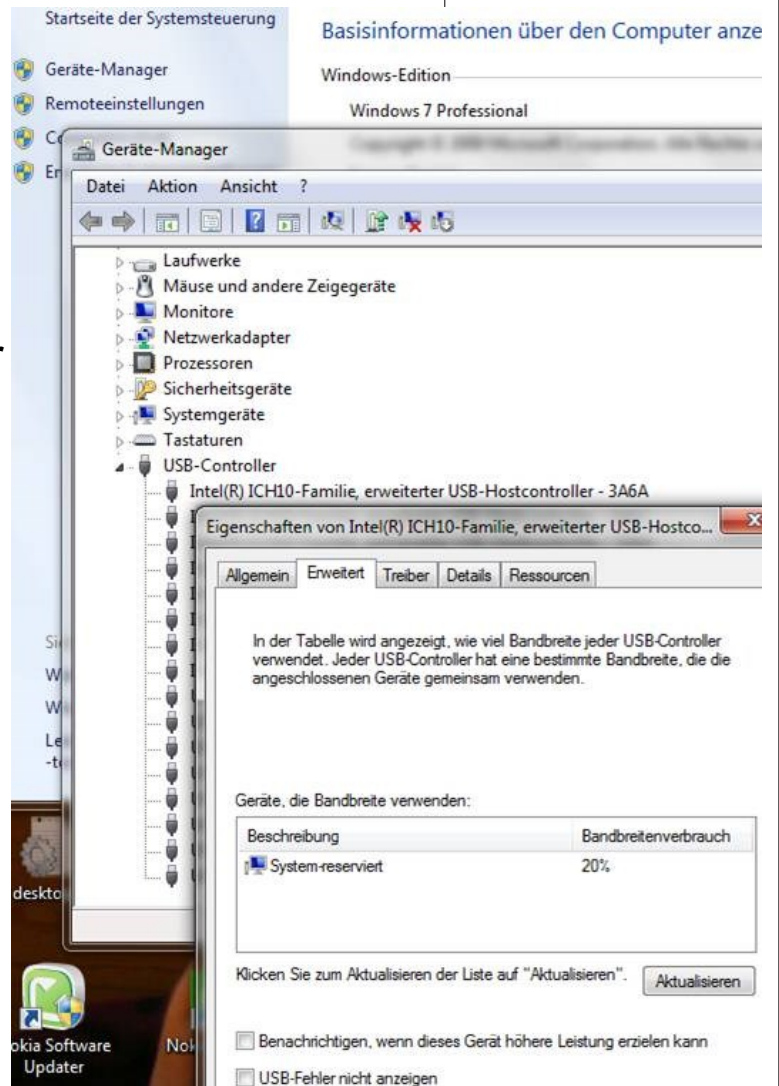 Startseite der Systemsteuerung
Geräte-Manager
Remoteeinstellungen
Basisinformationen über den Computer anze
Windows-Edition
Windows 7 Professional
Geräte-Manager
Datei Aktion Ansicht ?
Laufwerke
Mäuse und andere Zeigegeräte
Monitore
Netzwerkadapter
Prozessoren
Sicherheitsgeräte
Systemgeräte
Tastaturen
USB-Controller
Intel(R) ICH10-Familie, erweiterter USB-Hostcontroller - 3A6A
Eigenschaften von Intel(R) ICH10-Familie, erweiterter USB-Hostco...
Allgemein Erweitert Treiber Details Ressourcen
In der Tabelle wird angezeigt, wie viel Bandbreite jeder USB-Controller
verwendet. Jeder USB-Controller hat eine bestimmte Bandbreite, die die
angeschlossenen Geräte gemeinsam verwenden.
Geräte, die Bandbreite verwenden:
Beschreibung Bandbreitenverbrauch
System-reserviert 20%
Klicken Sie zum Aktualisieren der Liste auf "Aktualisieren". Aktualisieren
Benachrichtigen, wenn dieses Gerät höhere Leistung erzielen kann
USB-Fehler nicht anzeigen
deskto
okia Software
Updater
Nok